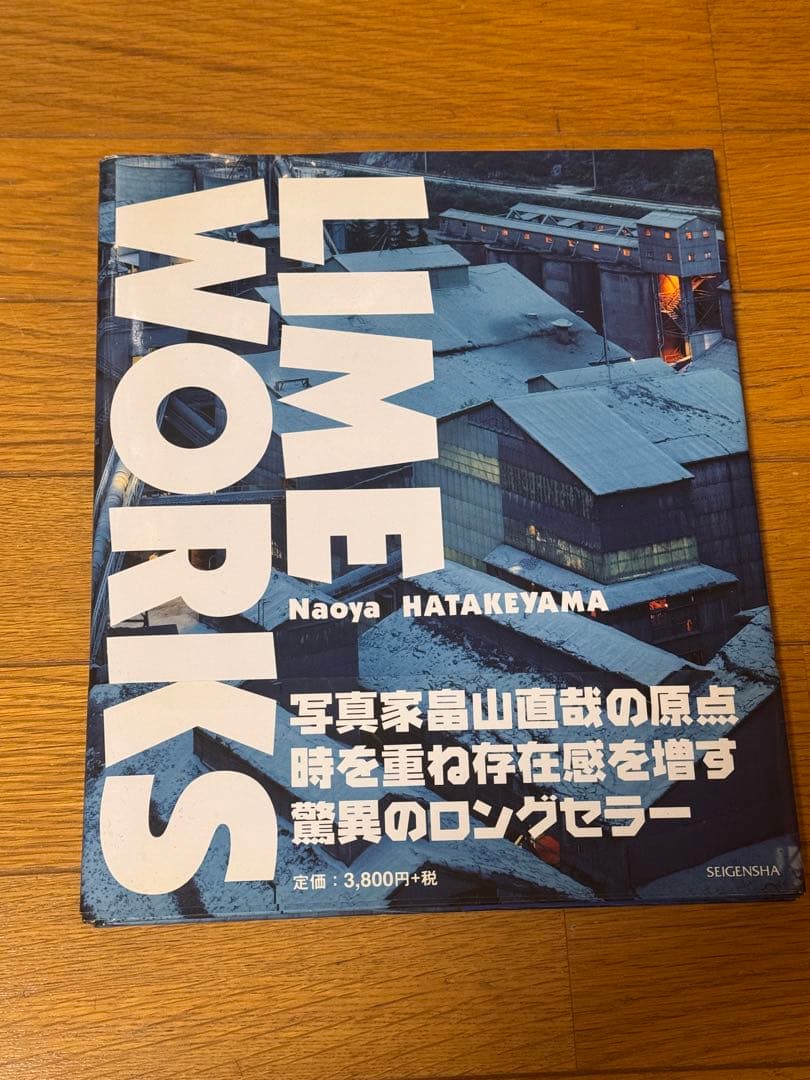 LIME
WORKS
Naoya HATAKEYAMA
写真家畠山直哉の原点
時を重ね存在感を増す
驚異のロングセラー
定価：3,800円+税
SEIGENSHA